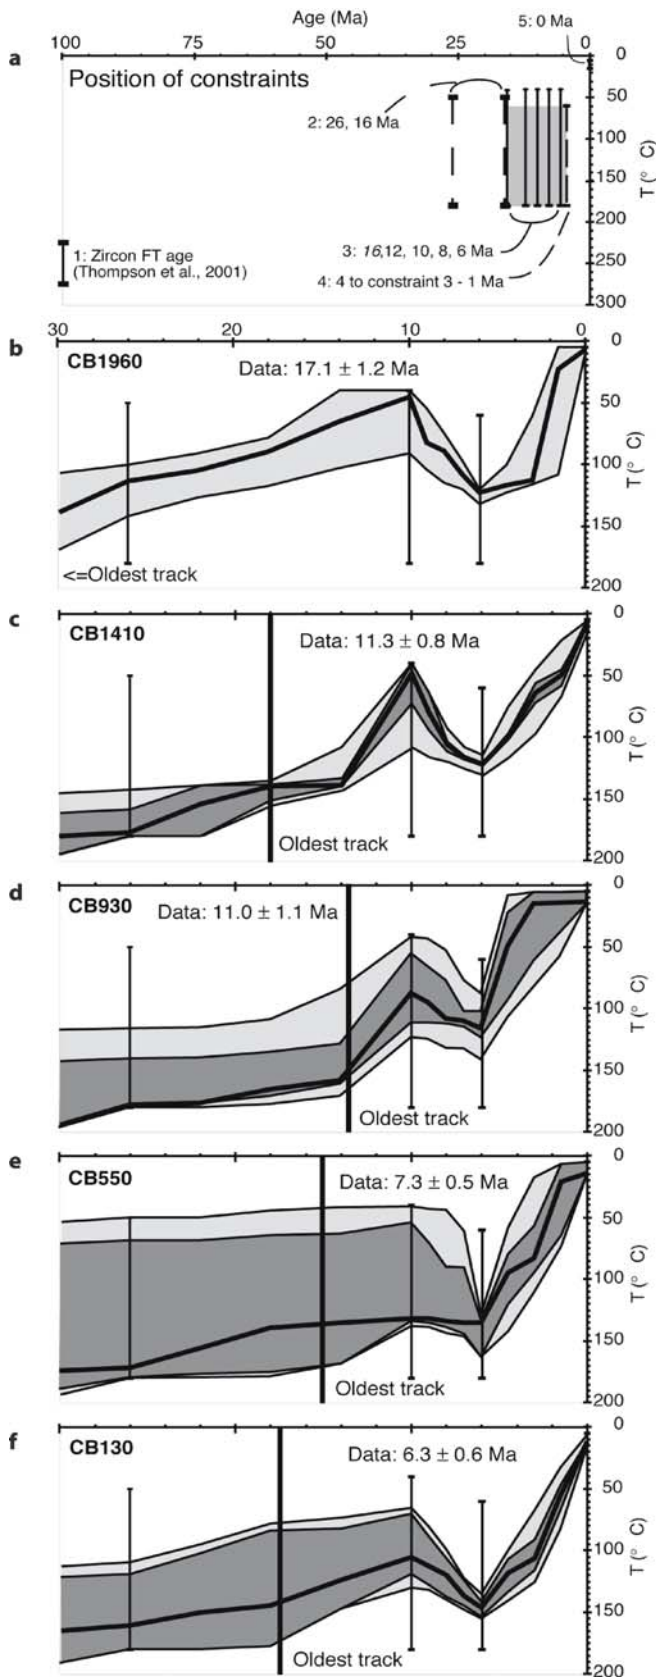 Age (Ma)
5: 0 Ma
a
100 75 50 25 0
Position of constraints
0
50
100
150
200
250
300
T (° C)
2: 26, 16 Ma
3: 16,12, 10, 8, 6 Ma
4: 4 to constraint 3 - 1 Ma
1: Zircon FT age
(Thompson et al., 2001)
30 20 10 0
b
CB1960
Data: 17.1 ± 1.2 Ma
<=Oldest track
0
50
100
150
200
T (° C)
c
CB1410
Data: 11.3 ± 0.8 Ma
Oldest track
0
50
100
150
200
T (° C)
d
CB930
Data: 11.0 ± 1.1 Ma
Oldest track
0
50
100
150
200
T (° C)
e
CB550
Data: 7.3 ± 0.5 Ma
Oldest track
0
50
100
150
200
T (° C)
f
CB130
Data: 6.3 ± 0.6 Ma
Oldest track
0
50
100
150
200
T (° C)